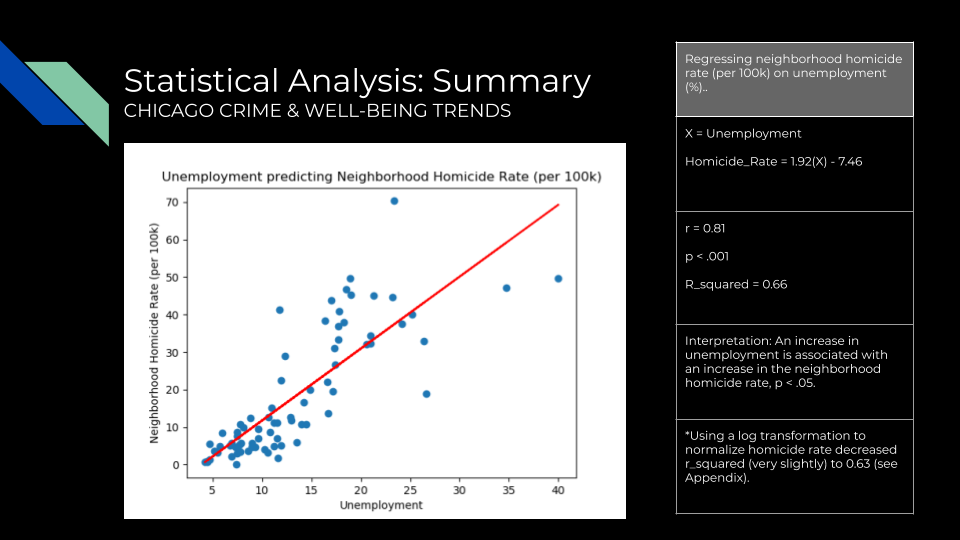 Statistical Analysis: Summary
CHICAGO CRIME & WELL-BEING TRENDS
Unemployment predicting Neighborhood Homicide Rate (per 100k)
Neighborhood Homicide Rate (per 100k)
70
60
50
40
30
20
10
0
5
10
15
20
25
30
35
40
Unemployment
Regressing neighborhood homicide
rate (per 100k) on unemployment
(%)..
X = Unemployment
Homicide_Rate = 1.92(X) - 7.46
r = 0.81
p < .001
R_squared = 0.66
Interpretation: An increase in
unemployment is associated with
an increase in the neighborhood
homicide rate, p < .05.
*Using a log transformation to
normalize homicide rate decreased
r_squared (very slightly) to 0.63 (see
Appendix).